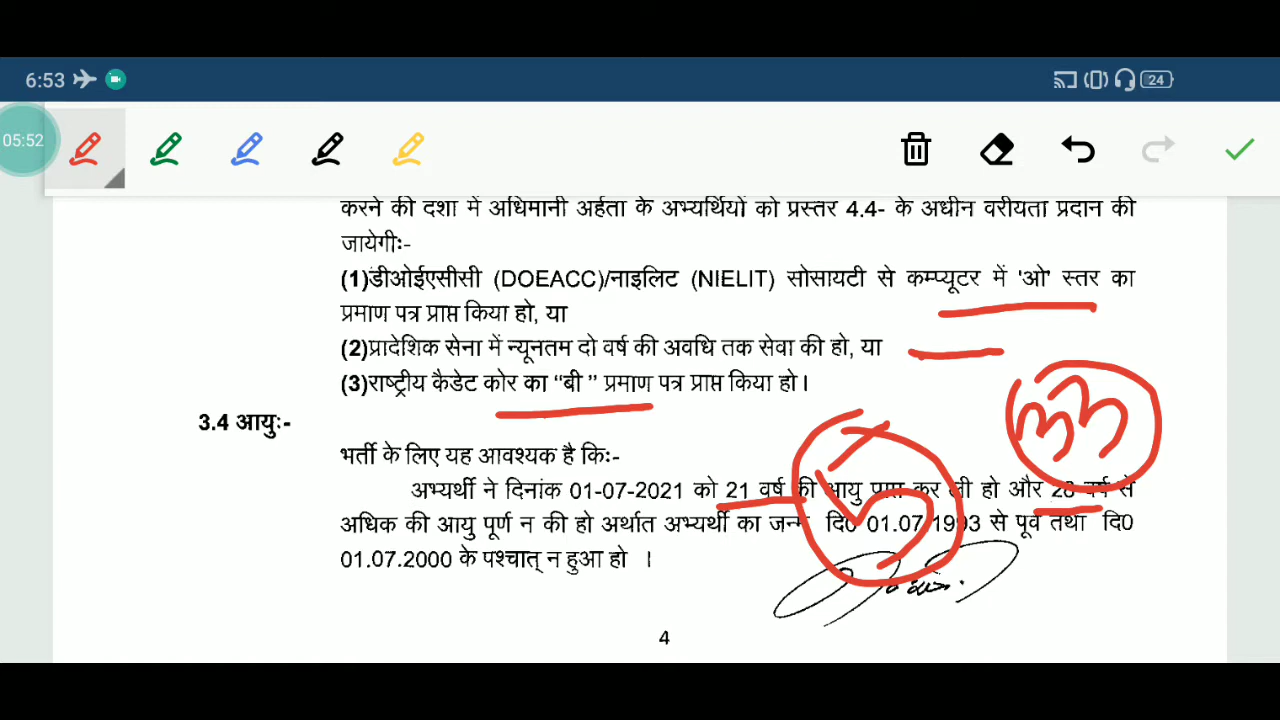 6:53
24
05:52
करने की दशा में अधिमानी अर्हता के अभ्यर्थियों को प्रस्तर 4.4- के अधीन वरीयता प्रदान की
जायेगीः-
(1)डीओईएसीसी (DOEACC)/नाइलिट (NIELIT) सोसायटी से कम्प्यूटर में 'ओ' स्तर का
प्रमाण पत्र प्राप्त किया हो, या
(2)प्रादेशिक सेना में न्यूनतम दो वर्ष की अवधि तक सेवा की हो, या
(3)राष्ट्रीय कैडेट कोर का “बी ” प्रमाण पत्र प्राप्त किया हो।
33
3.4 आयुः-
भर्ती के लिए यह आवश्यक है किः-
5
अभ्यर्थी ने दिनांक 01-07-2021 को 21 वर्ष की आयु प्राप्त कर ली हो और 28 वर्ष से
अधिक की आयु पूर्ण न की हो अर्थात अभ्यर्थी का जन्म दि0 01.07.1993 से पूर्व तथा दि0
01.07.2000 के पश्चात् न हुआ हो ।
4